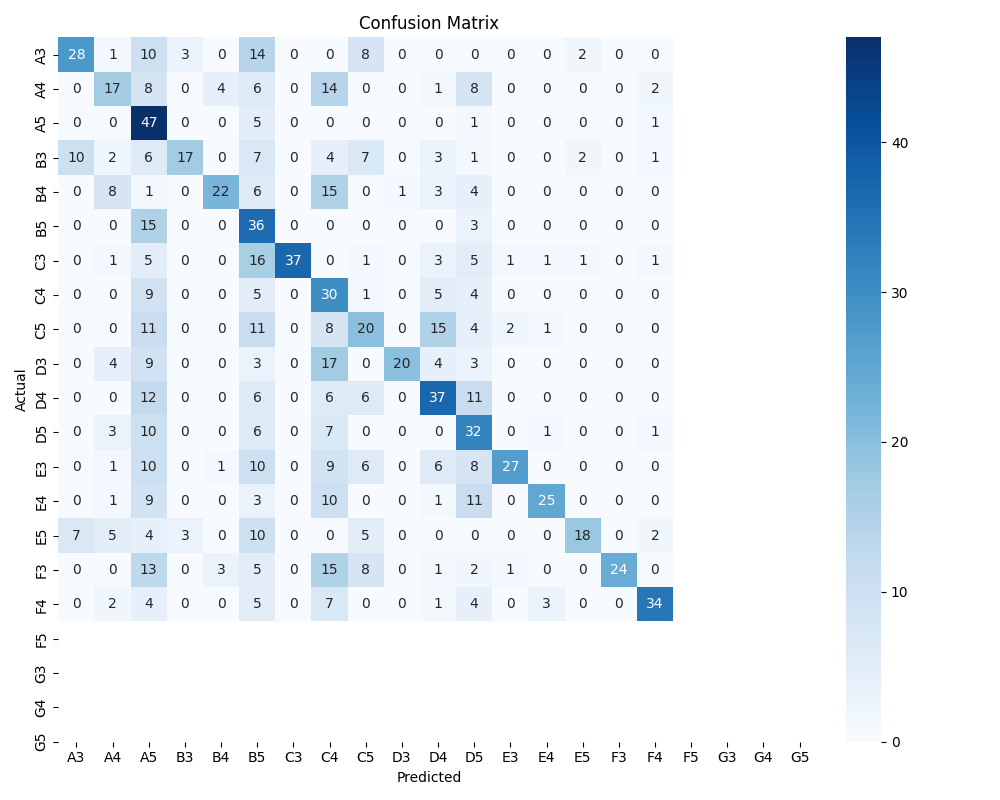 Confusion Matrix
A3 28 1 10 3 0 14 0 0 8 0 0 0 0 0 2 0 0
A4 0 17 8 0 4 6 0 14 0 0 1 8 0 0 0 0 2
A5 0 0 47 0 0 5 0 0 0 0 0 1 0 0 0 0 1
B3 10 2 6 17 0 7 0 4 7 0 3 1 0 0 2 0 1
B4 0 8 1 0 22 6 0 15 0 1 3 4 0 0 0 0 0
B5 0 0 15 0 0 36 0 0 0 0 0 3 0 0 0 0 0
C3 0 1 5 0 0 16 37 0 1 0 3 5 1 1 1 0 1
C4 0 0 9 0 0 5 0 30 1 0 5 4 0 0 0 0 0
C5 0 0 11 0 0 11 0 8 20 0 15 4 2 1 0 0 0
D3 0 4 9 0 0 3 0 17 0 20 4 3 0 0 0 0 0
D4 0 0 12 0 0 6 0 6 6 0 37 11 0 0 0 0 0
D5 0 3 10 0 0 6 0 7 0 0 0 32 0 1 0 0 1
E3 0 1 10 0 1 10 0 9 6 0 6 8 27 0 0 0 0
E4 0 1 9 0 0 3 0 10 0 0 1 11 0 25 0 0 0
E5 7 5 4 3 0 10 0 0 5 0 0 0 0 0 18 0 2
F3 0 0 13 0 3 5 0 15 8 0 1 2 1 0 0 24 0
F4 0 2 4 0 0 5 0 7 0 0 1 4 0 3 0 0 34
F5
G3
G4
G5
A3 A4 A5 B3 B4 B5 C3 C4 C5 D3 D4 D5 E3 E4 E5 F3 F4 F5 G3 G4 G5
Predicted
Actual
40
30
20
10
0